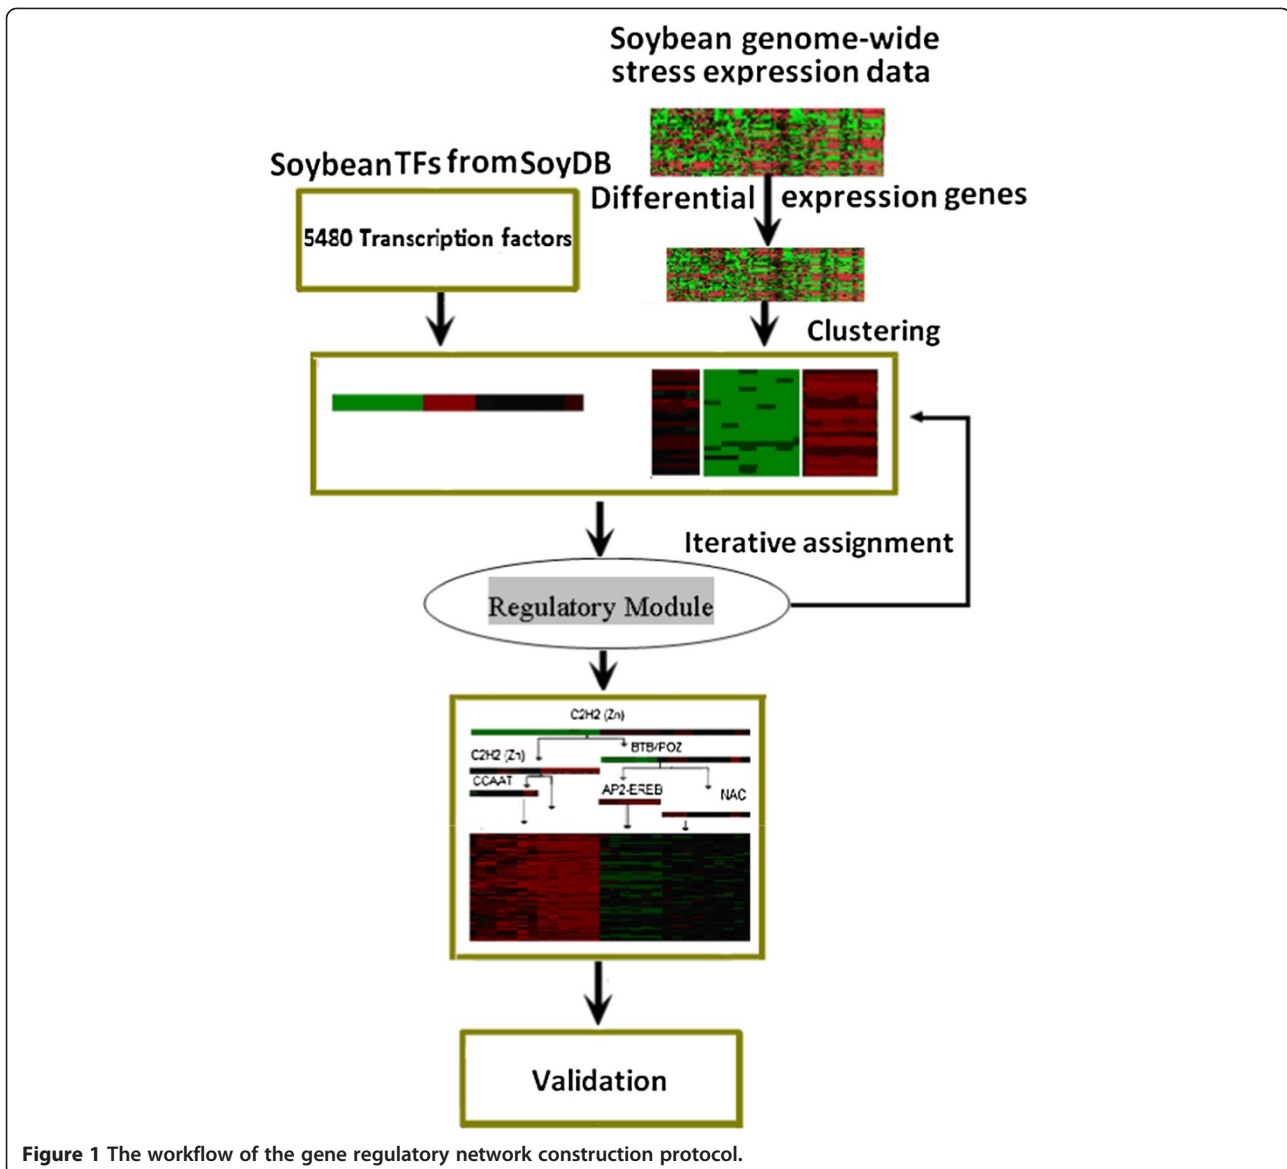 Soybean genome-wide
stress expression data
Soybean TFs from SoyDB
Differential expression genes
5480 Transcription factors
Clustering
Iterative assignment
Regulatory Module
C2H2 (Zn)
C2H2 (Zn)
BTB/POZ
CCAAT
AP2-EREB
NAC
Validation
Figure 1 The workflow of the gene regulatory network construction protocol.